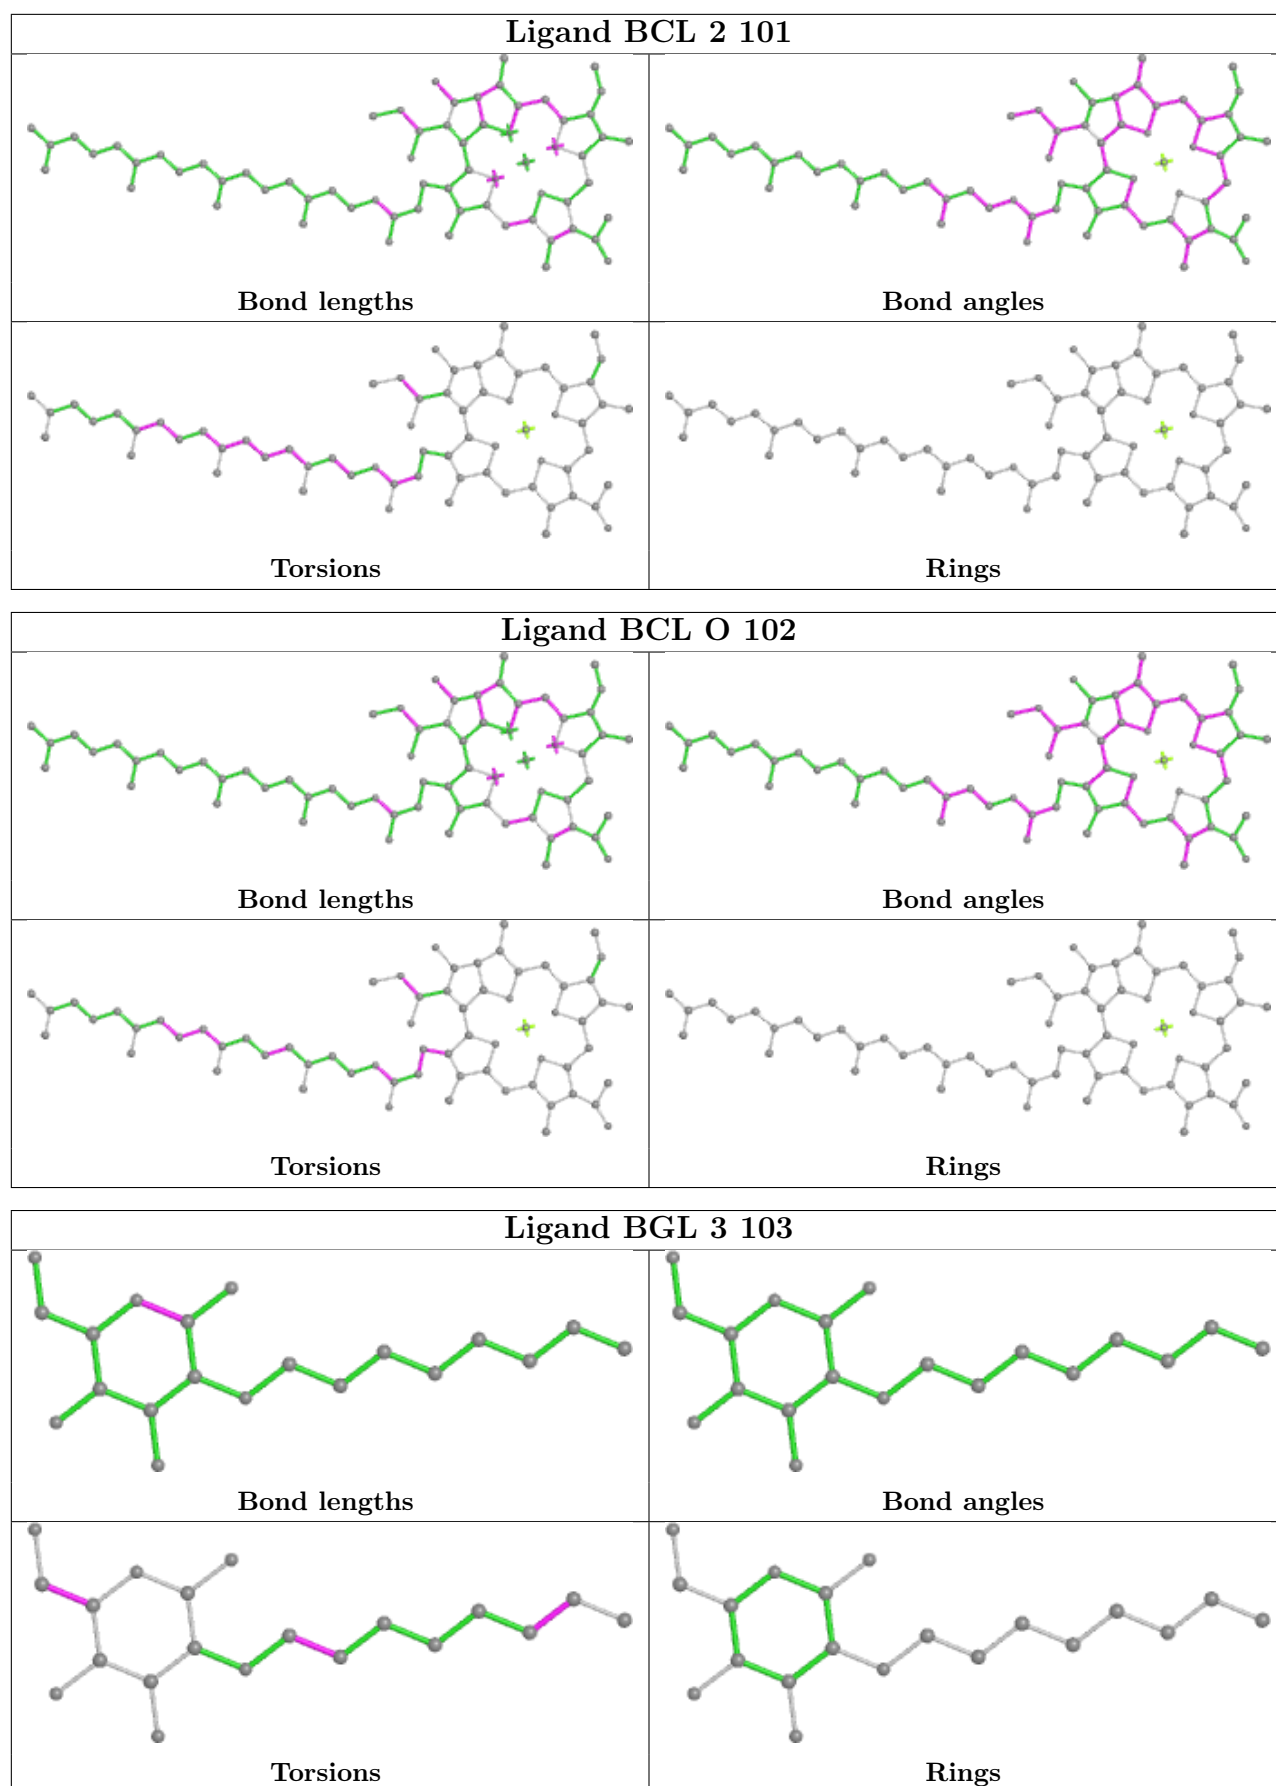 Ligand BCL 2 101
Bond lengths
Bond angles
Torsions
Rings
Ligand BCL O 102
Bond lengths
Bond angles
Torsions
Rings
Ligand BGL 3 103
Bond lengths
Bond angles
Torsions
Rings